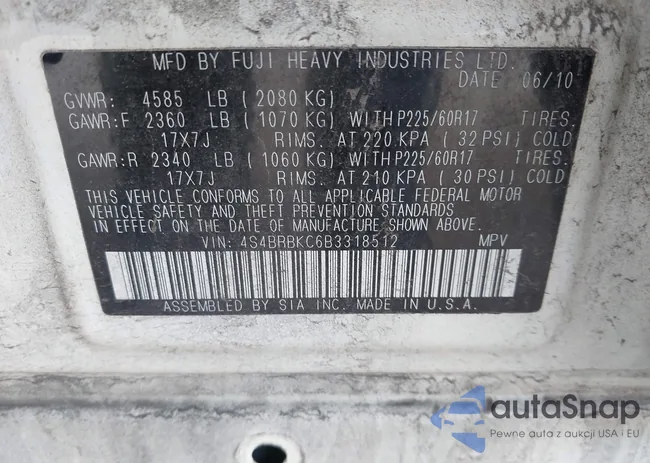 MFD BY FUJI HEAVY INDUSTRIES LTD.
DATE 06/10
GVWR: 4585 LB ( 2080 KG)
GAWR:F 2360 LB ( 1070 KG) WITH P225/60R17 TIRES.
17X7J RIMS. AT 220 KPA ( 32 PSI) COLD
GAWR:R 2340 LB ( 1060 KG) WITH P225/60R17 TIRES.
17X7J RIMS. AT 210 KPA ( 30 PSI) COLD
THIS VEHICLE CONFORMS TO ALL APPLICABLE FEDERAL MOTOR
VEHICLE SAFETY AND THEFT PREVENTION STANDARDS
IN EFFECT ON THE DATE OF MANUFACTURE SHOWN ABOVE.
VIN: 4S4BRBKC6B3318512 MPV
ASSEMBLED BY SIA INC. MADE IN U.S.A.
autaSnap
Pewne auta z aukcji USA i EU